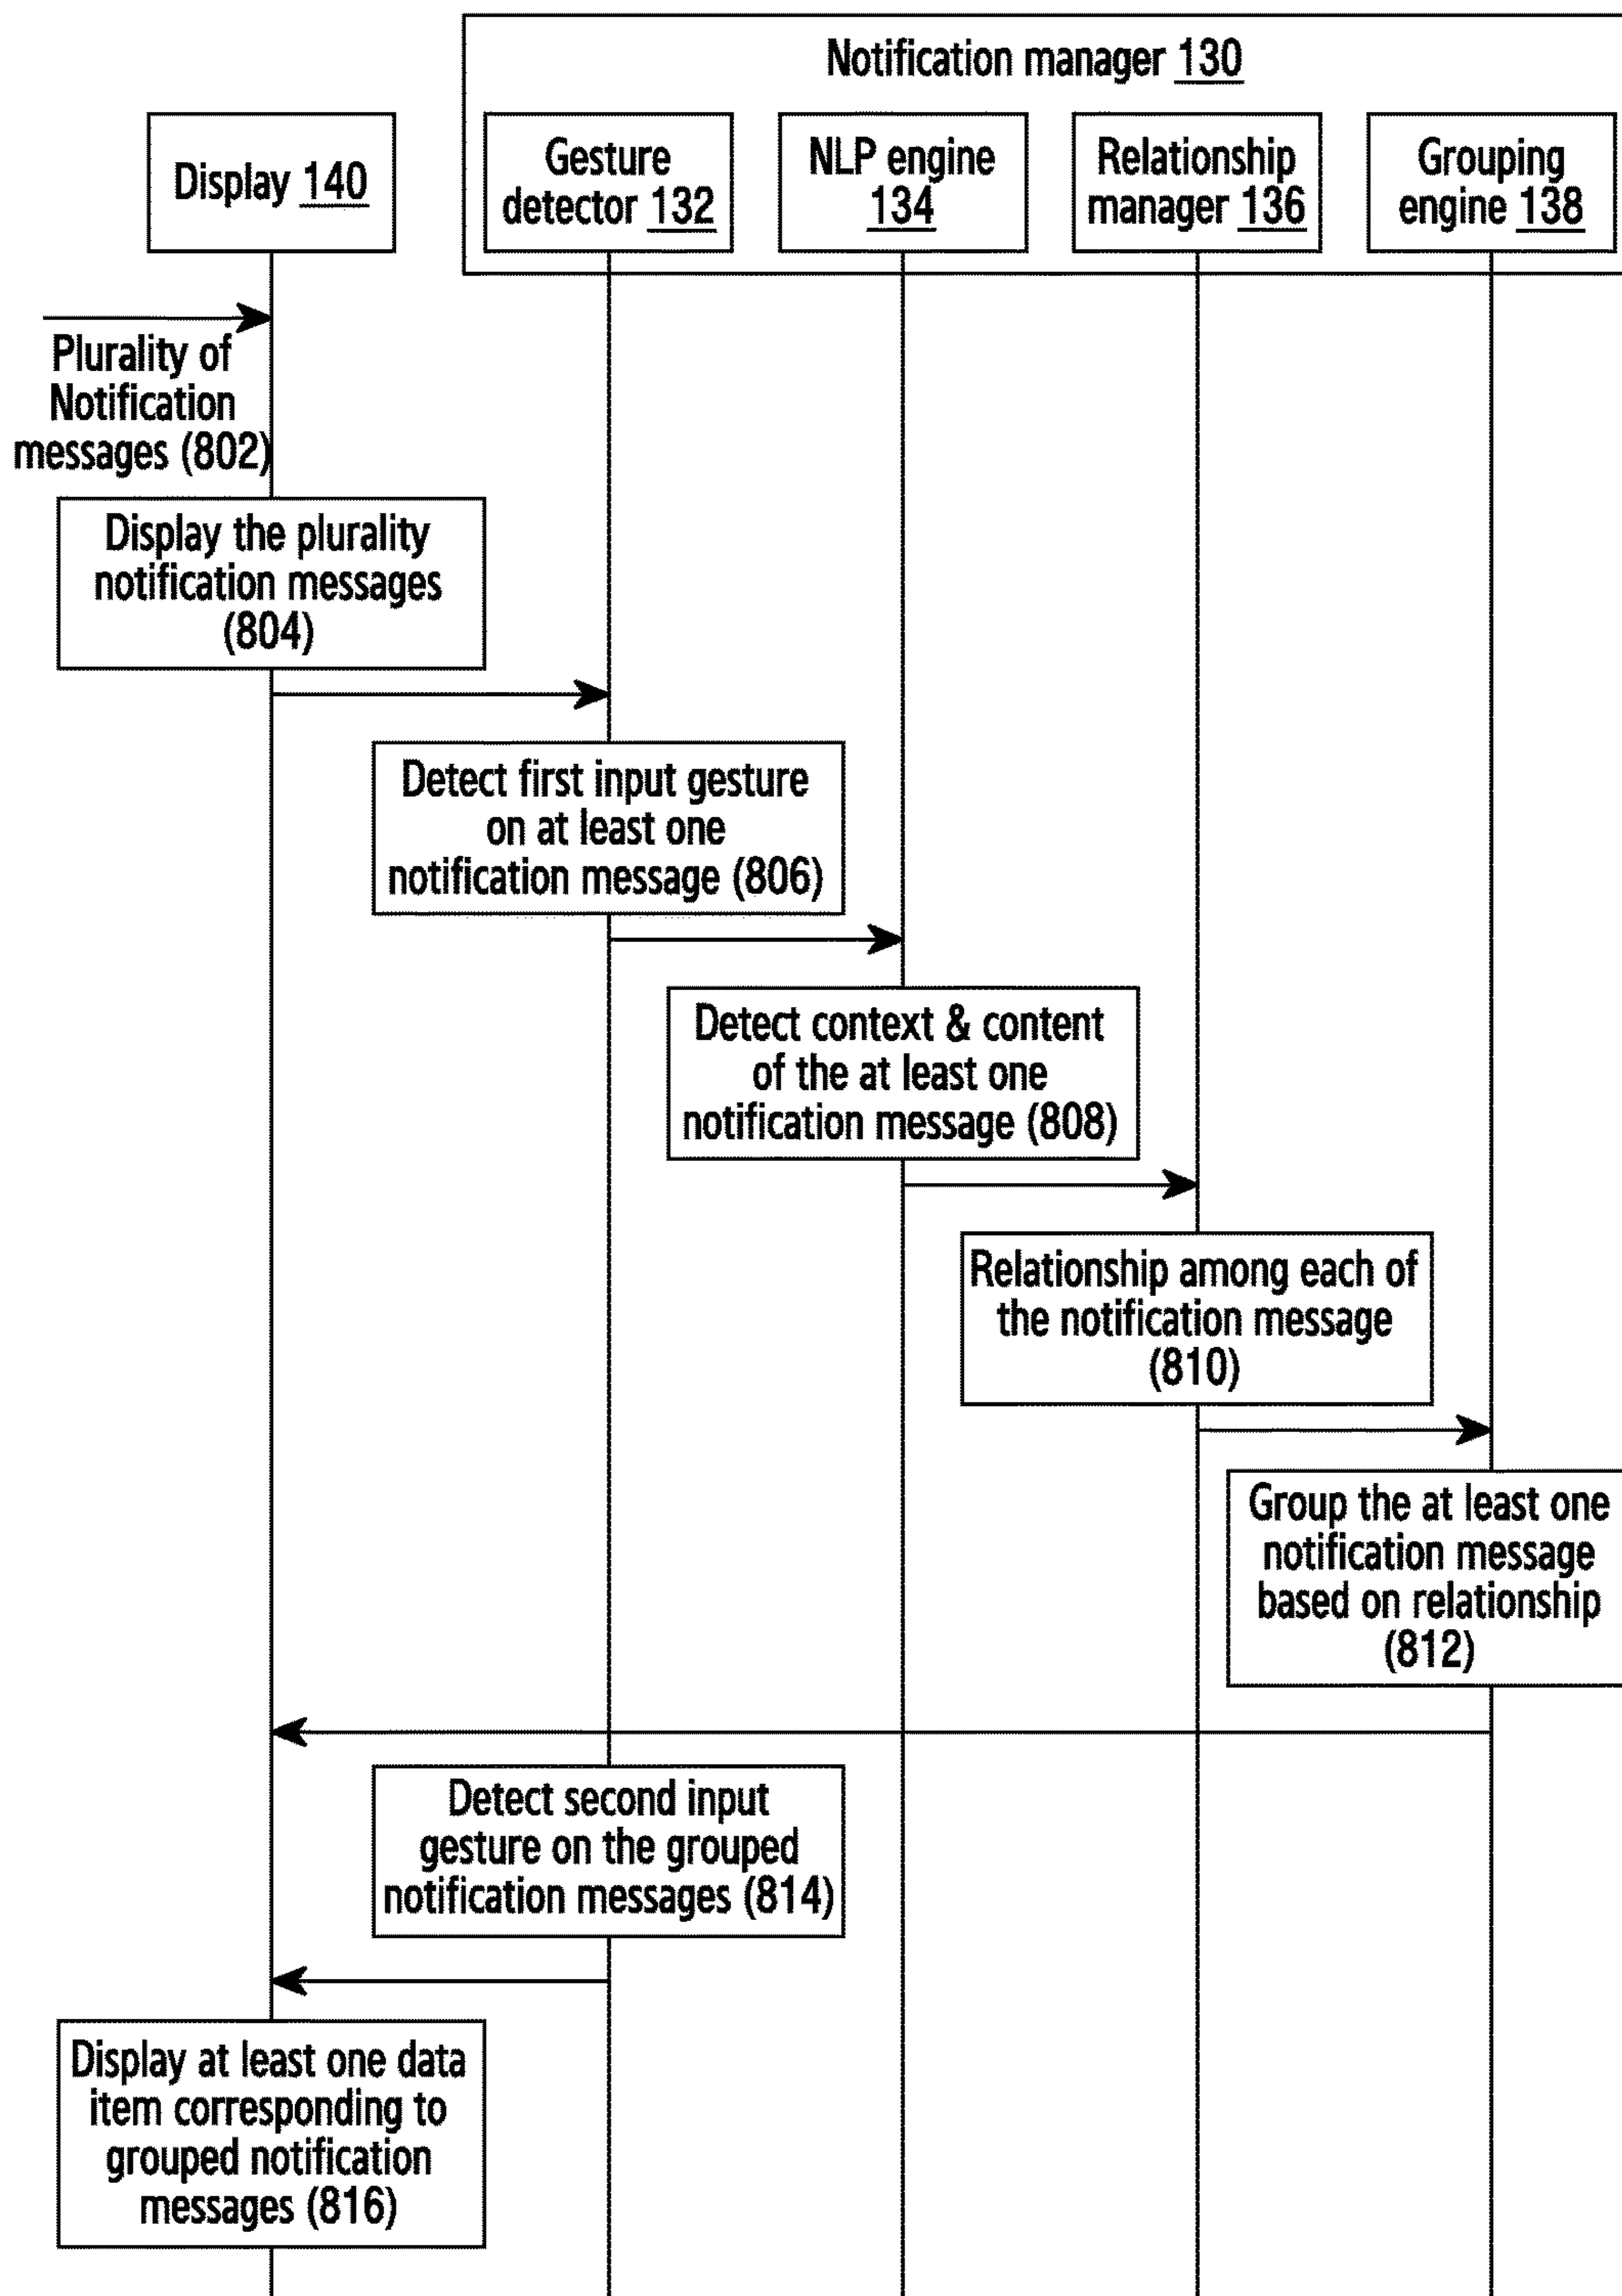 Notification manager 130
Display 140
Gesture
detector 132
NLP engine
134
Relationship
manager 136
Grouping
engine 138
Plurality of
Notification
messages (802)
Display the plurality
notification messages
(804)
Detect first input gesture
on at least one
notification message (806)
Detect context & content
of the at least one
notification message (808)
Relationship among each of
the notification message
(810)
Group the at least one
notification message
based on relationship
(812)
Detect second input
gesture on the grouped
notification messages (814)
Display at least one data
item corresponding to
grouped notification
messages (816)